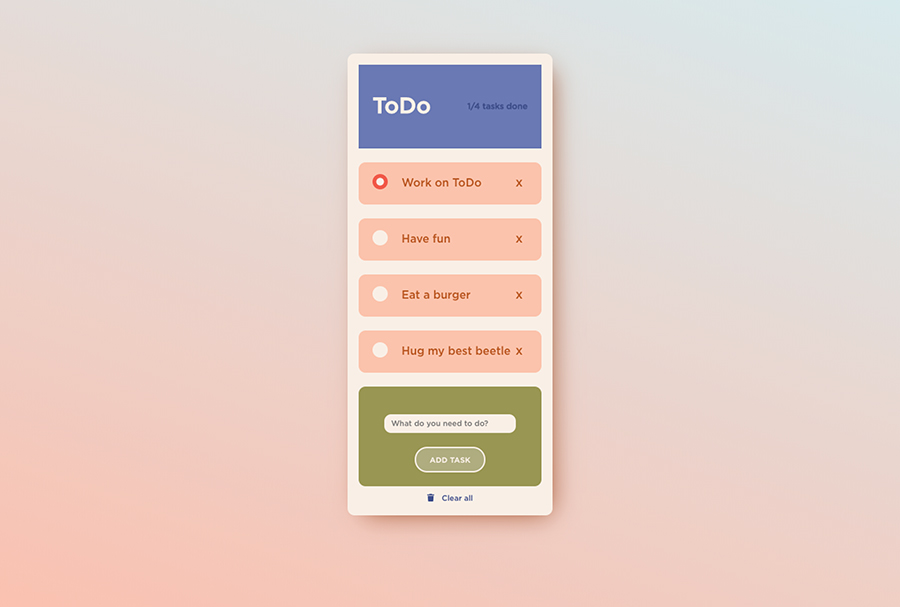 ToDo
1/4 tasks done
Work on ToDo x
Have fun x
Eat a burger x
Hug my best beetle x
What do you need to do?
ADD TASK
Clear all